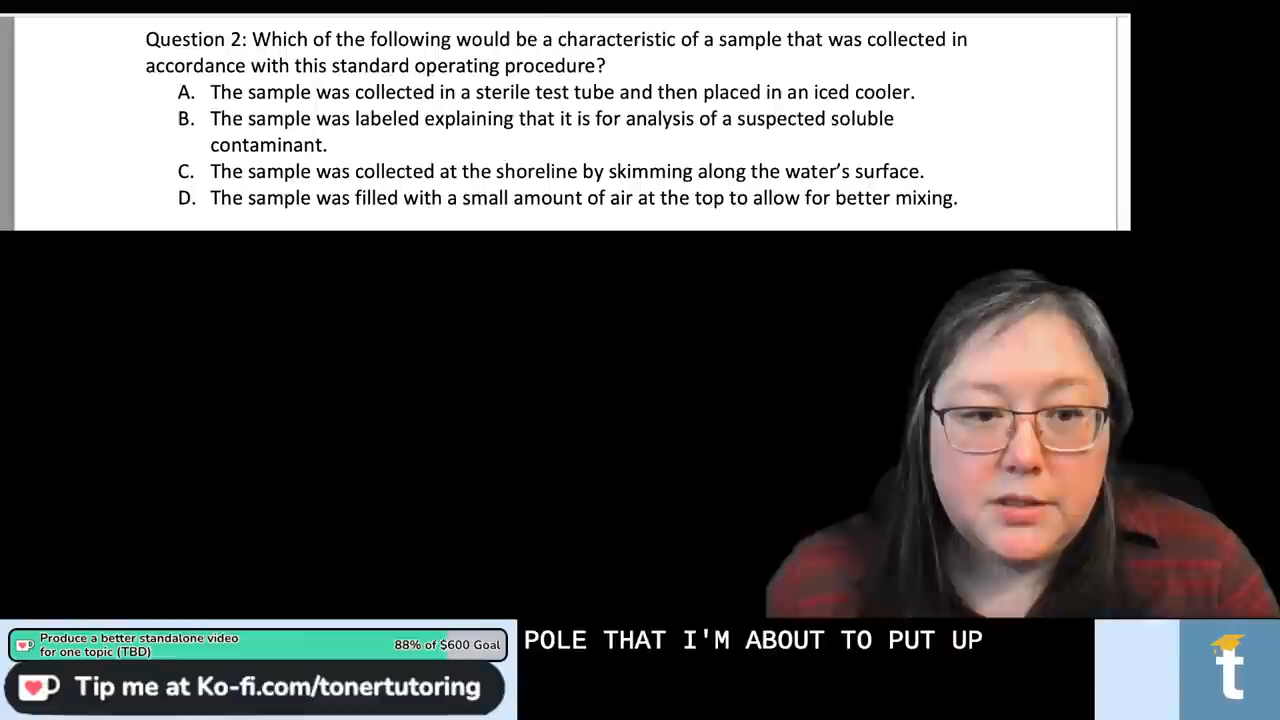 Question 2: Which of the following would be a characteristic of a sample that was collected in
accordance with this standard operating procedure?
A. The sample was collected in a sterile test tube and then placed in an iced cooler.
B. The sample was labeled explaining that it is for analysis of a suspected soluble
contaminant.
C. The sample was collected at the shoreline by skimming along the water’s surface.
D. The sample was filled with a small amount of air at the top to allow for better mixing.
Produce a better standalone video
for one topic (TBD)
88% of $600 Goal
Tip me at Ko-fi.com/tonertutoring
POLE THAT I'M ABOUT TO PUT UP
t